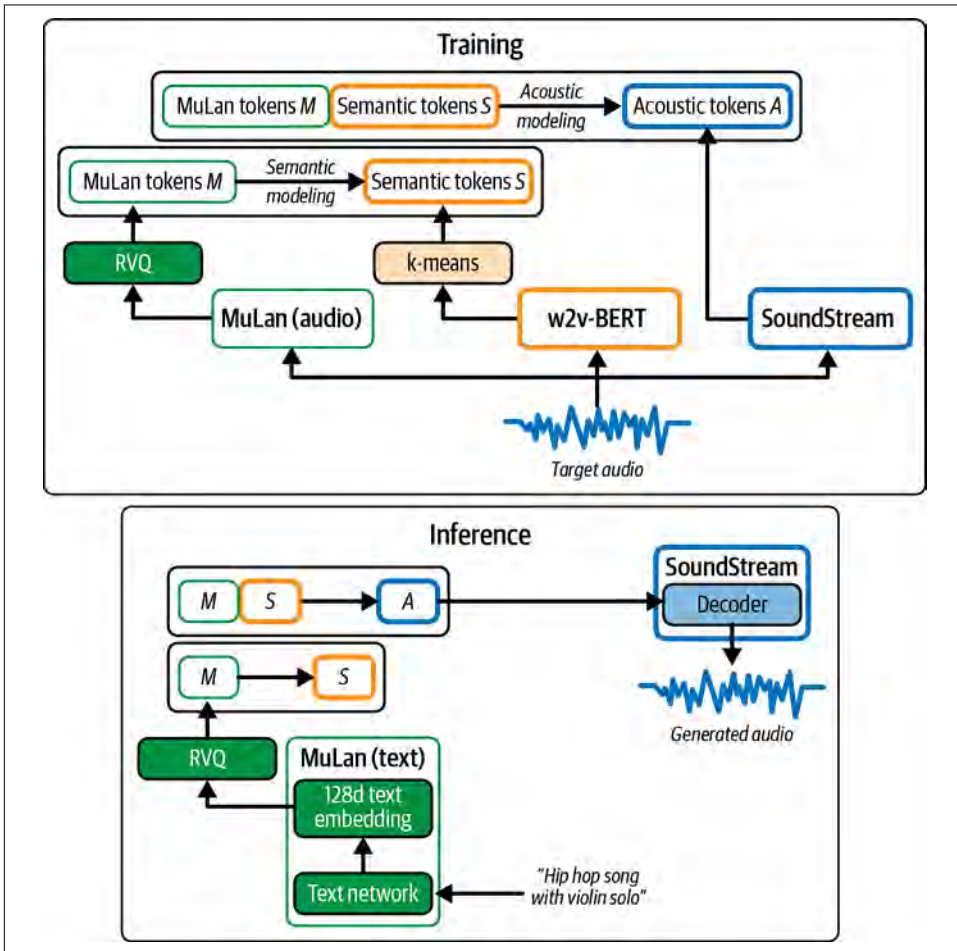 Training
MuLan tokens M
Semantic tokens S
Acoustic
modeling
Acoustic tokens A
MuLan tokens M
Semantic
modeling
Semantic tokens S
RVQ
k-means
MuLan (audio)
w2v-BERT
SoundStream
Target audio
Inference
M
S
A
SoundStream
Decoder
M
S
Generated audio
RVQ
MuLan (text)
128d text
embedding
Text network
"Hip hop song
with violin solo"